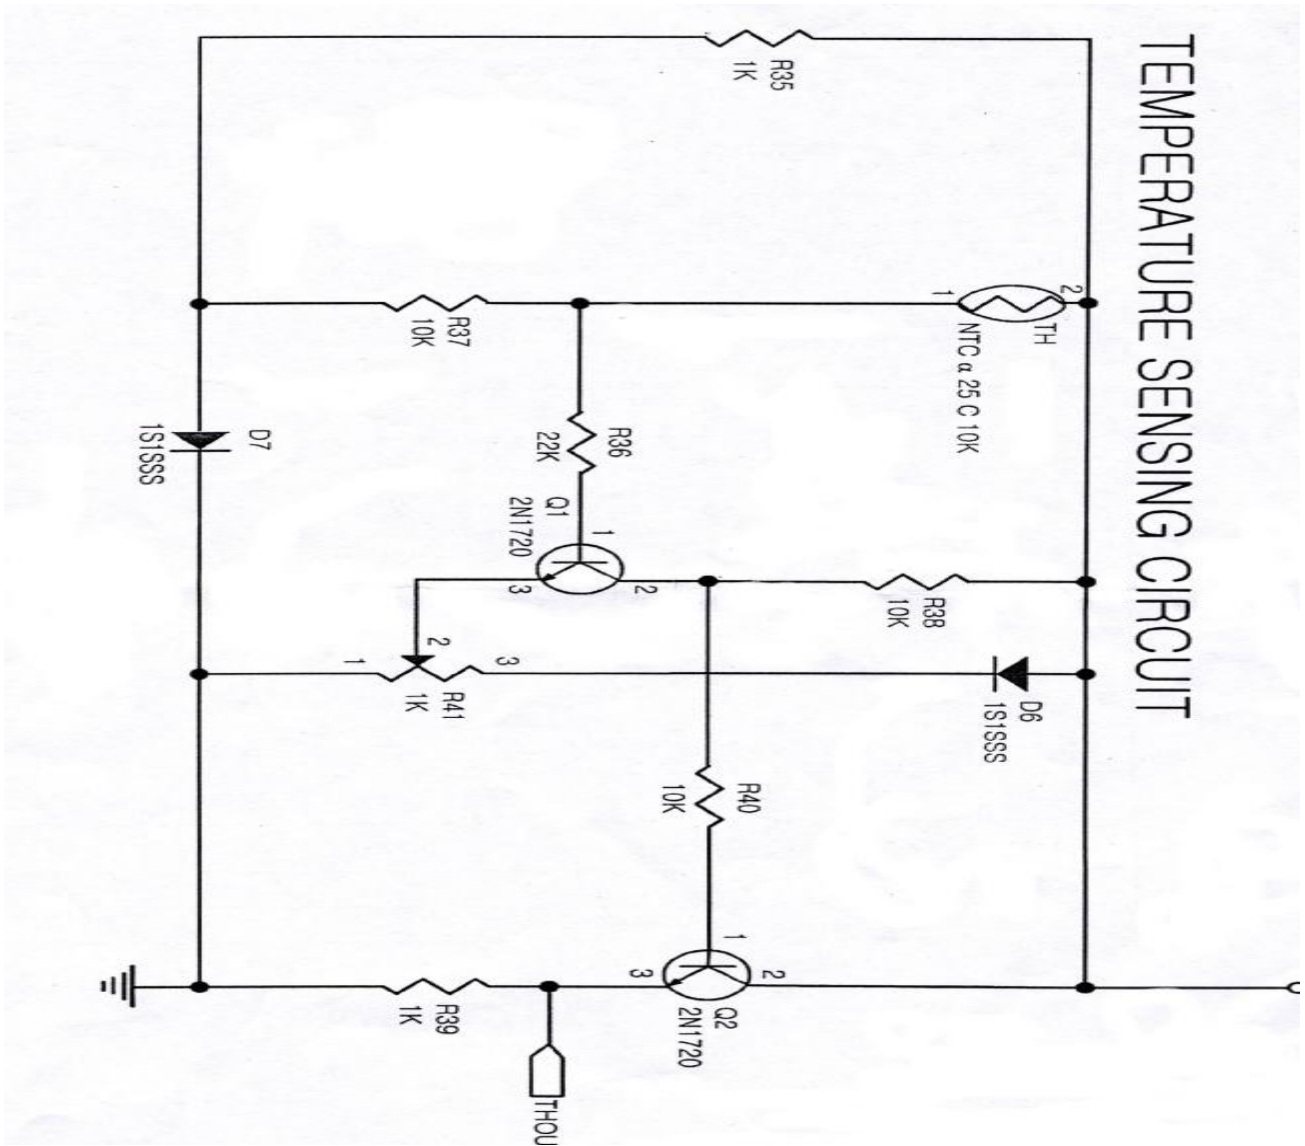 TEMPERATURE SENSING CIRCUIT
R35
1K
2
TH
1
NTC α 25 C 10K
R37
10K
R36
22K
D7
1S1SSS
Q1
2N1720
1
2
3
R38
10K
2
1
3
R41
1K
D6
1S1SSS
R40
10K
1
2
3
Q2
2N1720
R39
1K
THOU